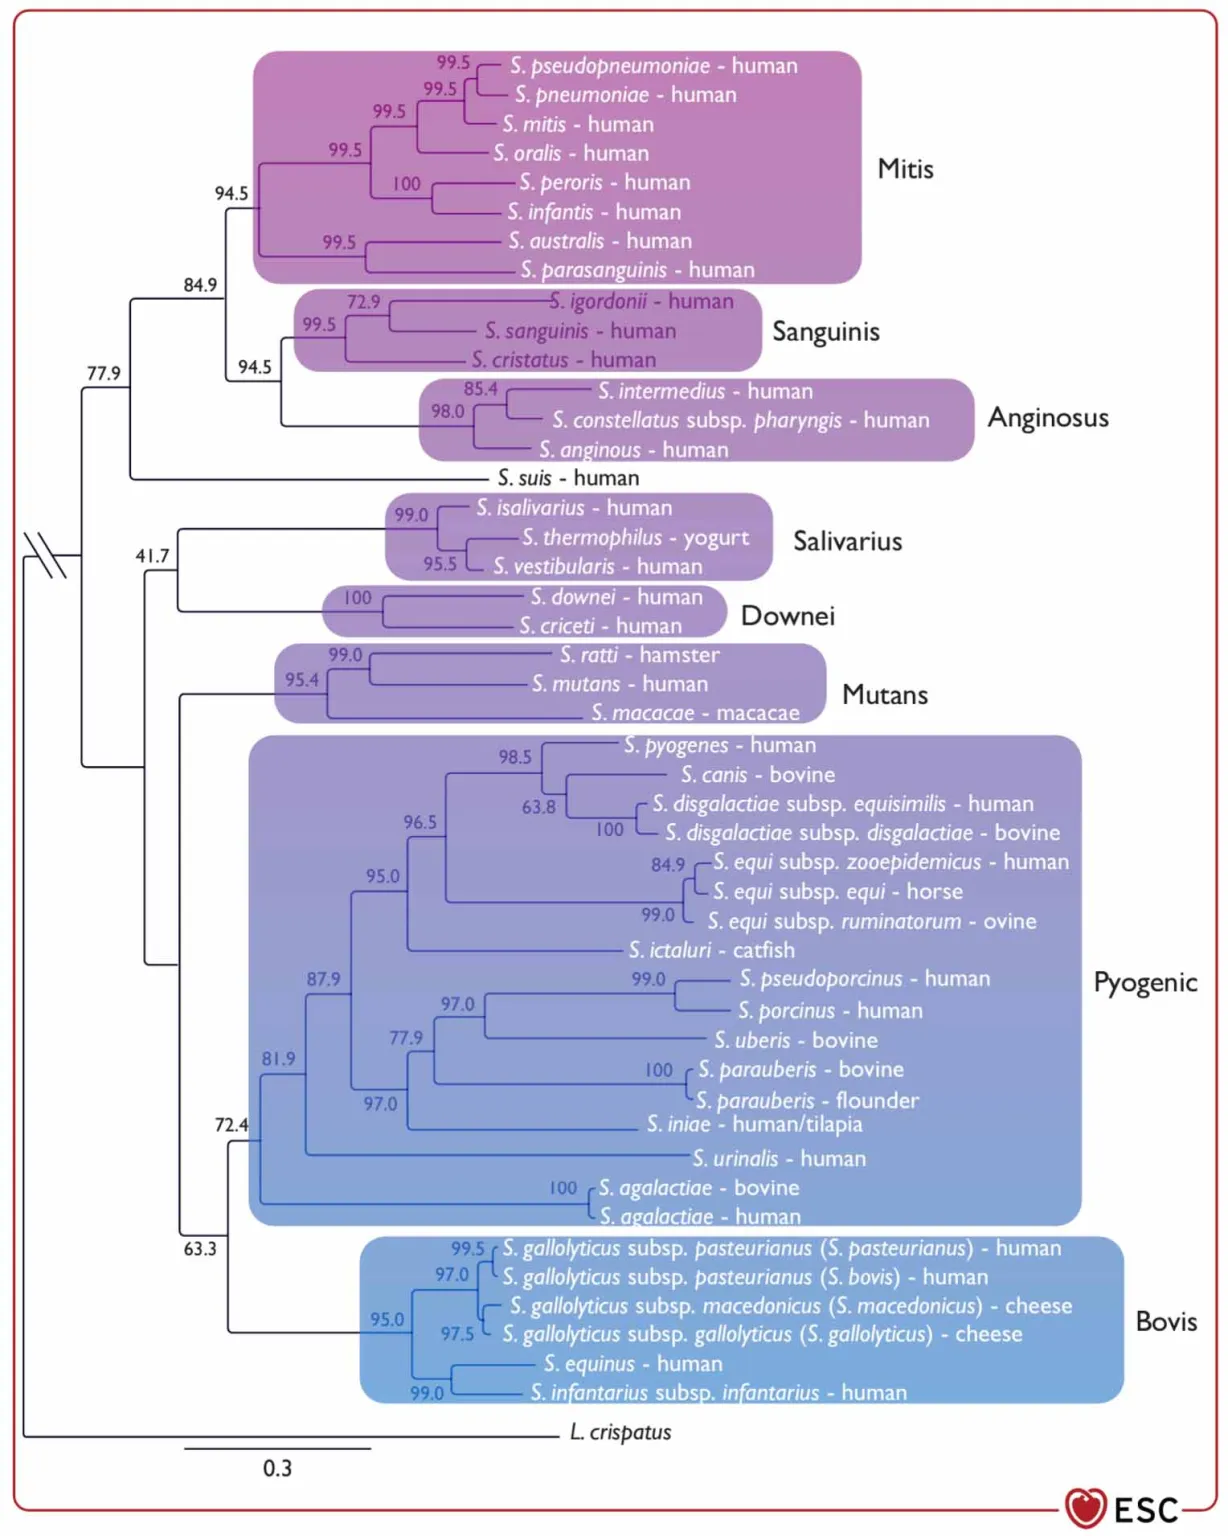 99.5 S. pseudopneumoniae - human
99.5 S. pneumoniae - human
99.5 S. mitis - human
99.5 S. oralis - human
100 S. peroris - human
S. infantis - human
99.5 S. australis - human
S. parasanguinis - human
94.5
Mitis
84.9
72.9 S. igordonii - human
99.5 S. sanguinis - human
S. cristatus - human
Sanguinis
94.5
77.9
85.4 S. intermedius - human
98.0 S. constellatus subsp. pharyngis - human
S. anginous - human
Anginosus
S. suis - human
99.0 S. isalivarius - human
S. thermophilus - yogurt
95.5 S. vestibularis - human
Salivarius
41.7
100 S. downei - human
S. criceti - human
Downei
99.0 S. ratti - hamster
95.4 S. mutans - human
S. macacae - macacae
Mutans
98.5 S. pyogenes - human
S. canis - bovine
63.8 S. disgalactiae subsp. equisimilis - human
100 S. disgalactiae subsp. disgalactiae - bovine
96.5
84.9 S. equi subsp. zooepidemicus - human
95.0 S. equi subsp. equi - horse
99.0 S. equi subsp. ruminatorum - ovine
S. ictaluri - catfish
87.9
99.0 S. pseudoporcinus - human
97.0 S. porcinus - human
77.9 S. uberis - bovine
100 S. parauberis - bovine
S. parauberis - flounder
97.0 S. iniae - human/tilapia
81.9
S. urinalis - human
72.4
100 S. agalactiae - bovine
S. agalactiae - human
Pyogenic
63.3
99.5 S. gallolyticus subsp. pasteurianus (S. pasteurianus) - human
97.0 S. gallolyticus subsp. pasteurianus (S. bovis) - human
S. gallolyticus subsp. macedonicus (S. macedonicus) - cheese
95.0 97.5 S. gallolyticus subsp. gallolyticus (S. gallolyticus) - cheese
S. equinus - human
99.0 S. infantarius subsp. infantarius - human
Bovis
L. crispatus
0.3
ESC